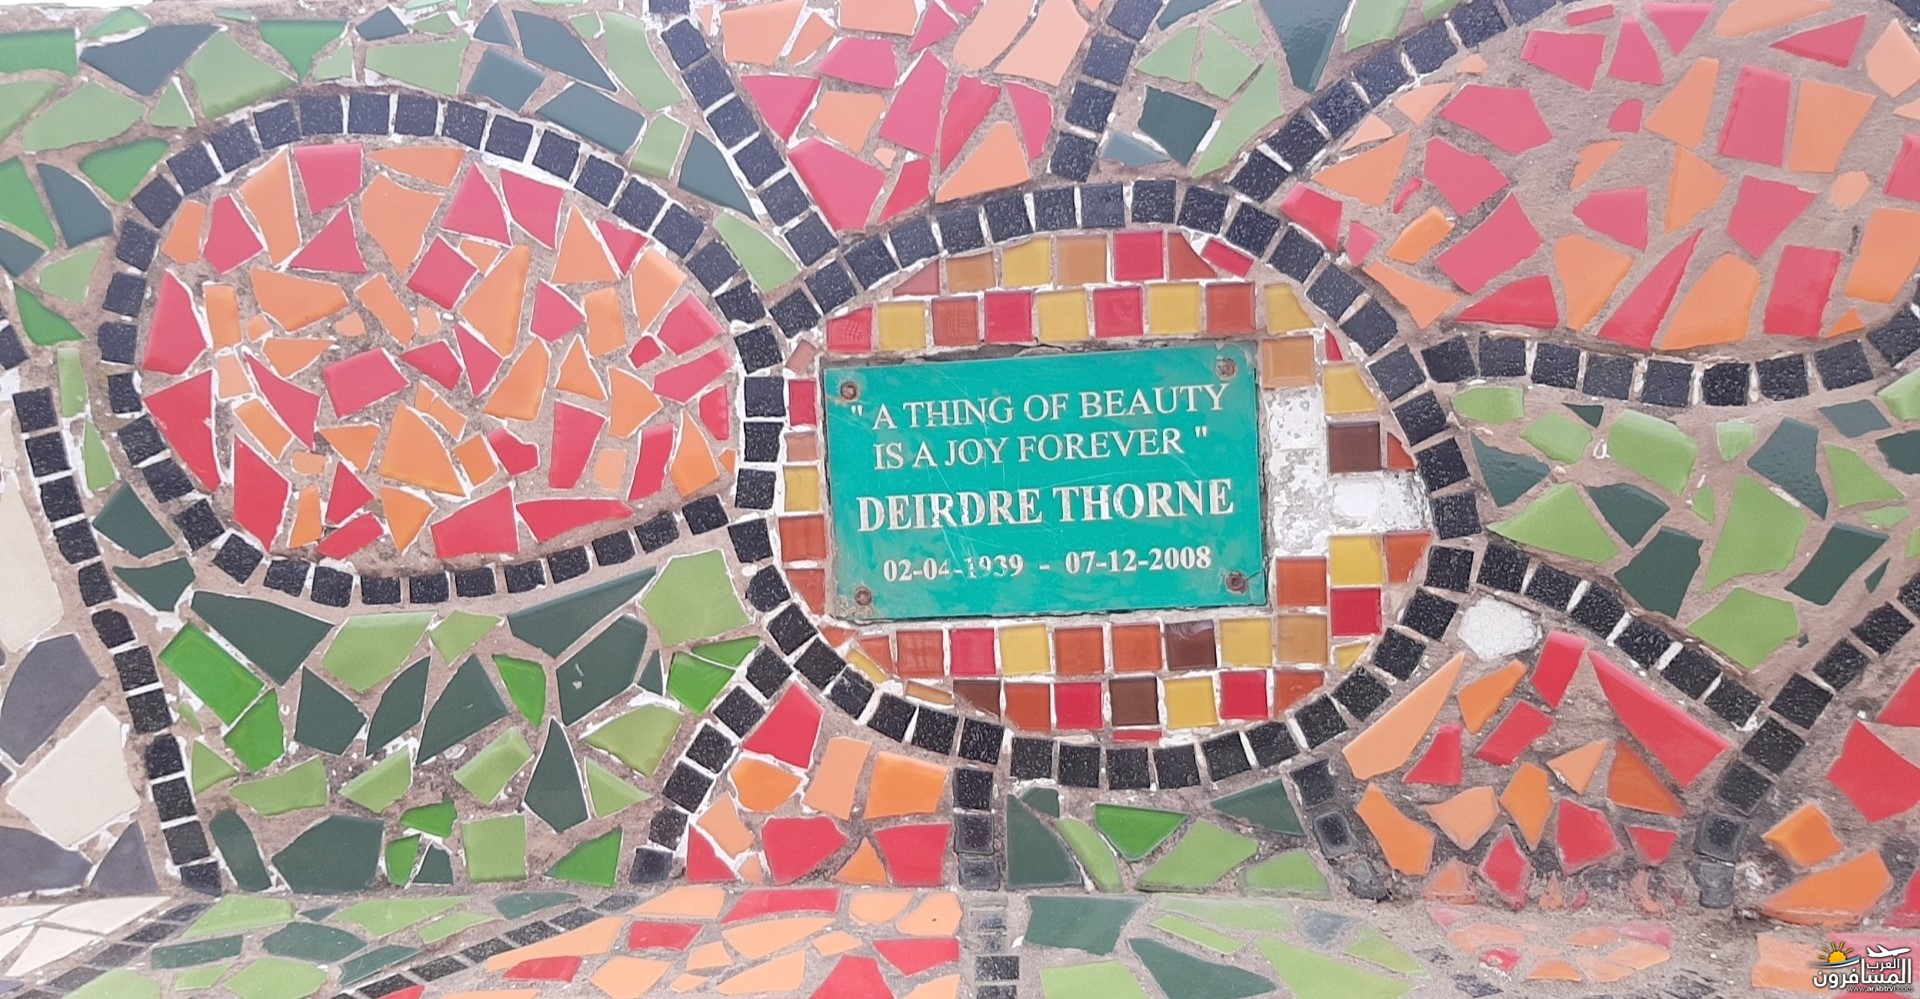 " A THING OF BEAUTY
IS A JOY FOREVER "
DEIRDRE THORNE
02-04-1939 - 07-12-2008
العرب
المسافرون
www.arabtrvl.com